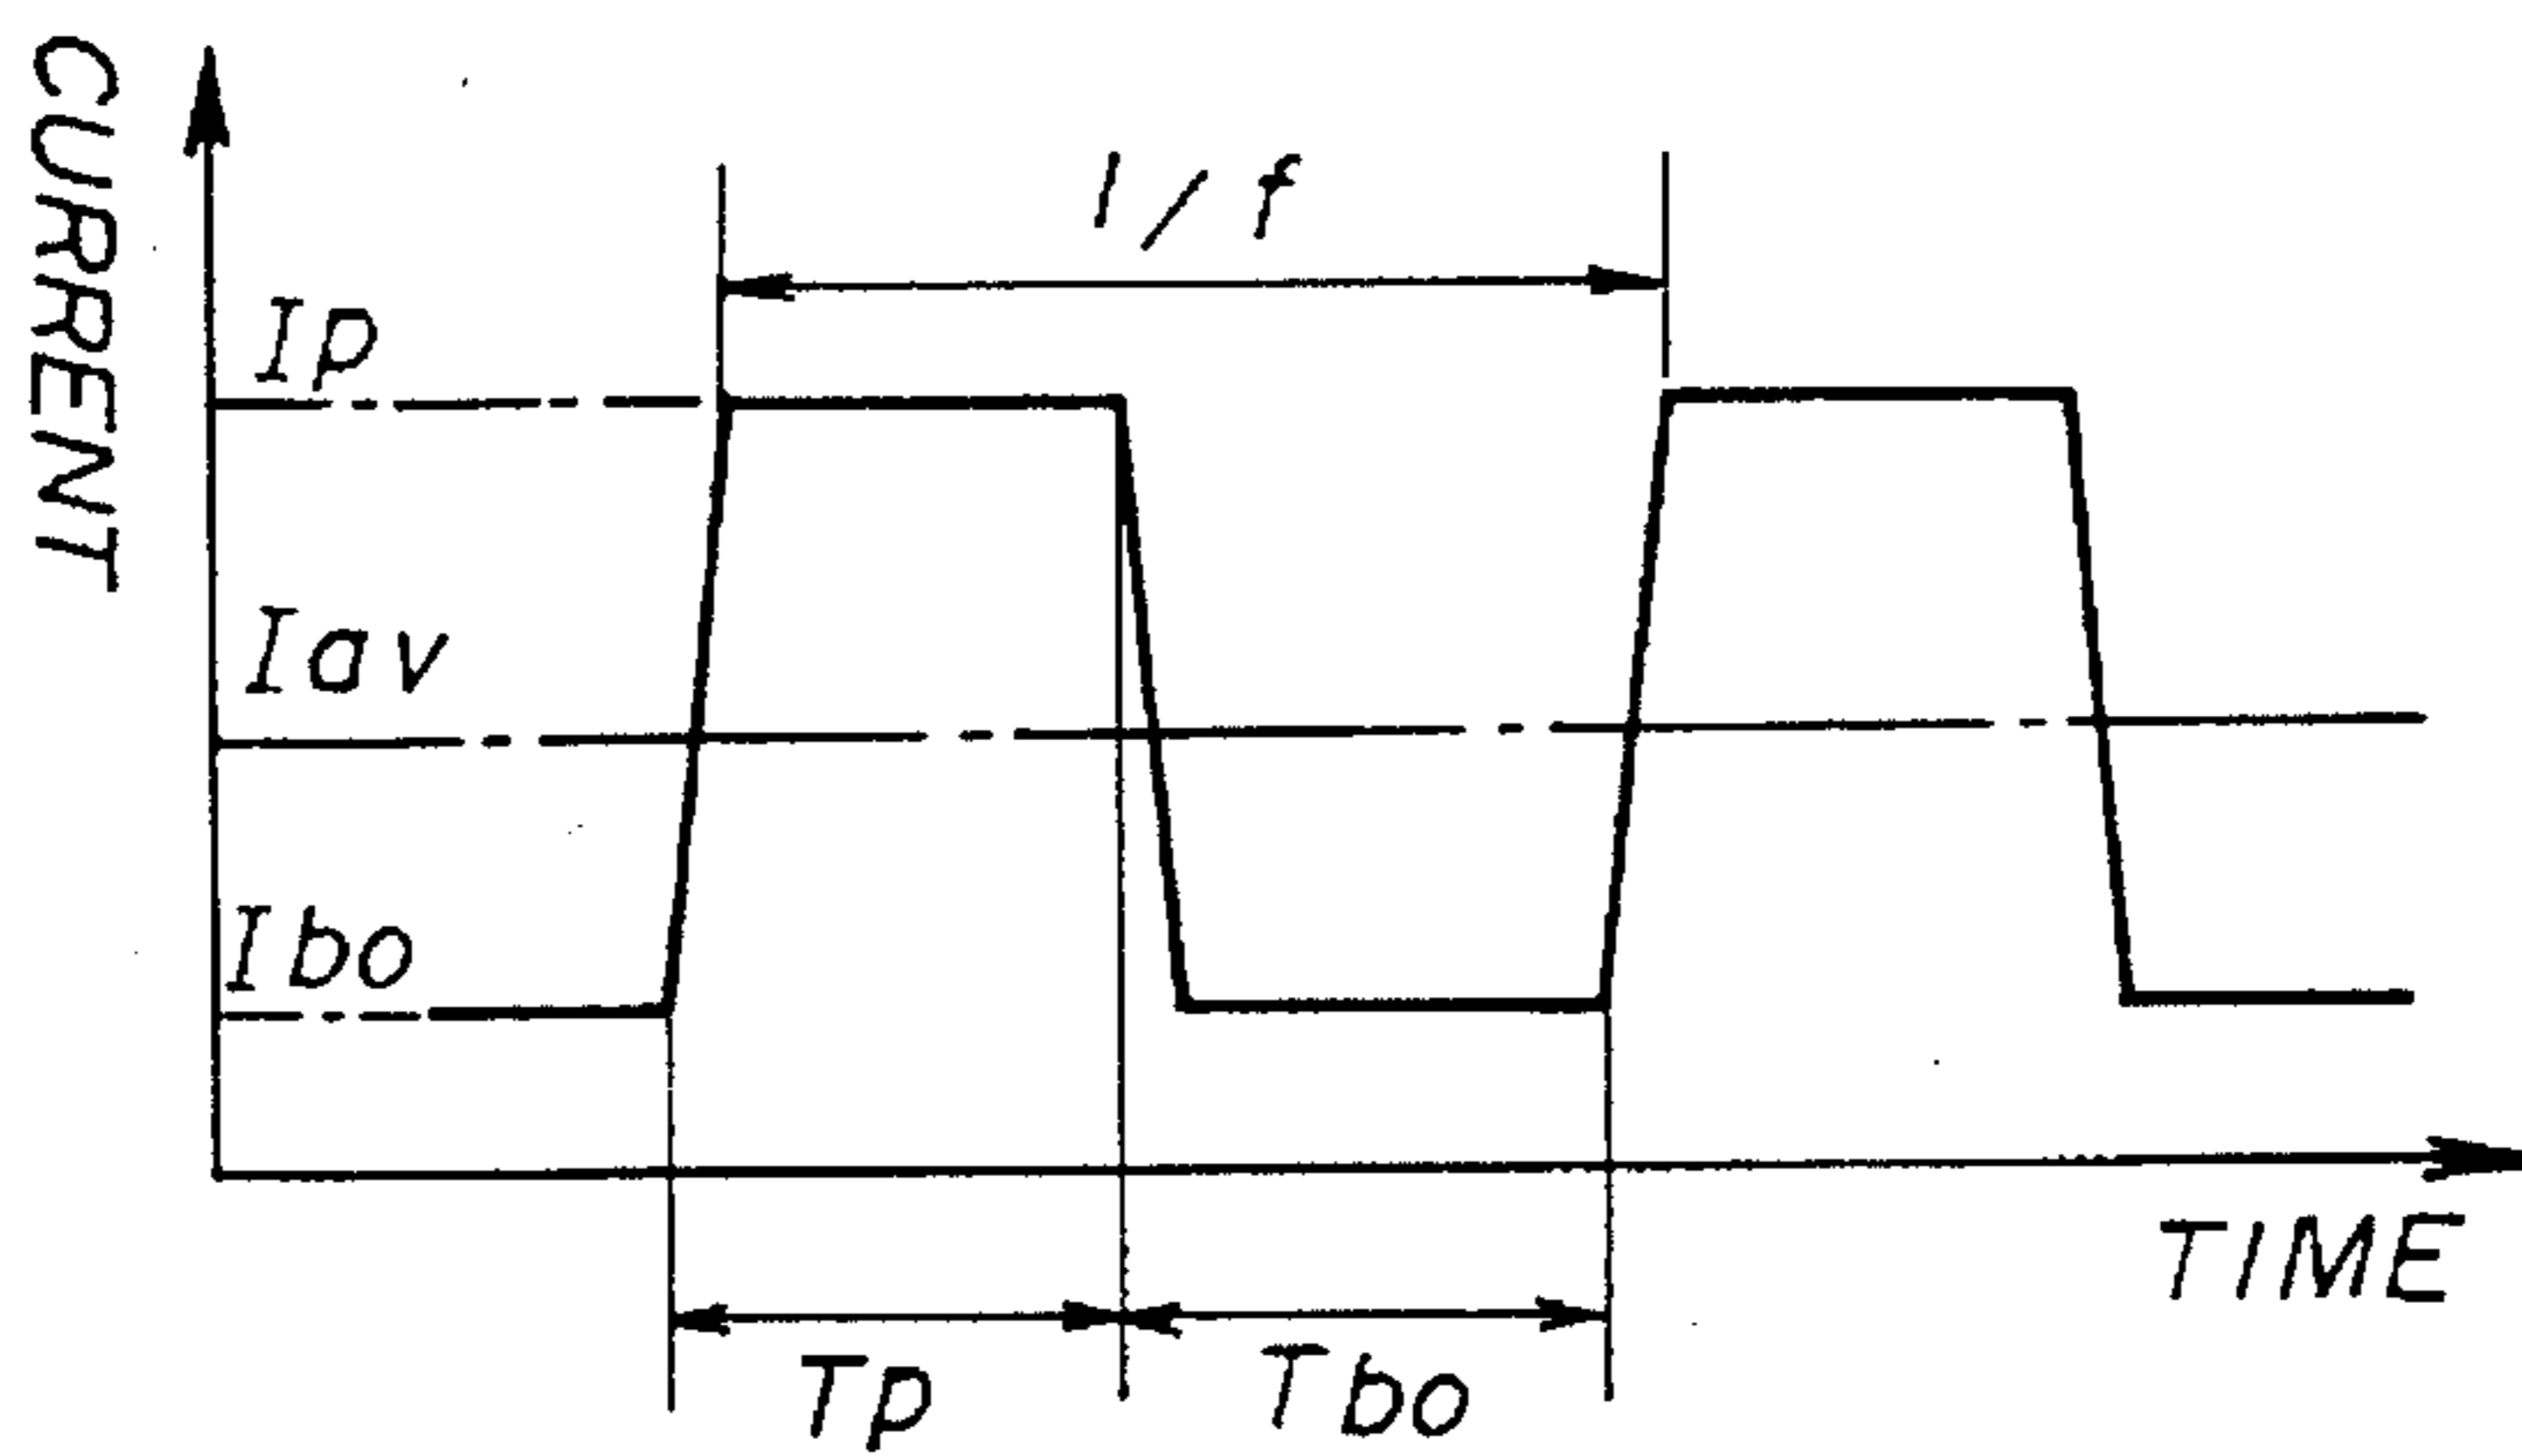 CURRENT
1/f
Ip
Iav
Ibo
TIME
Tp
Tbo